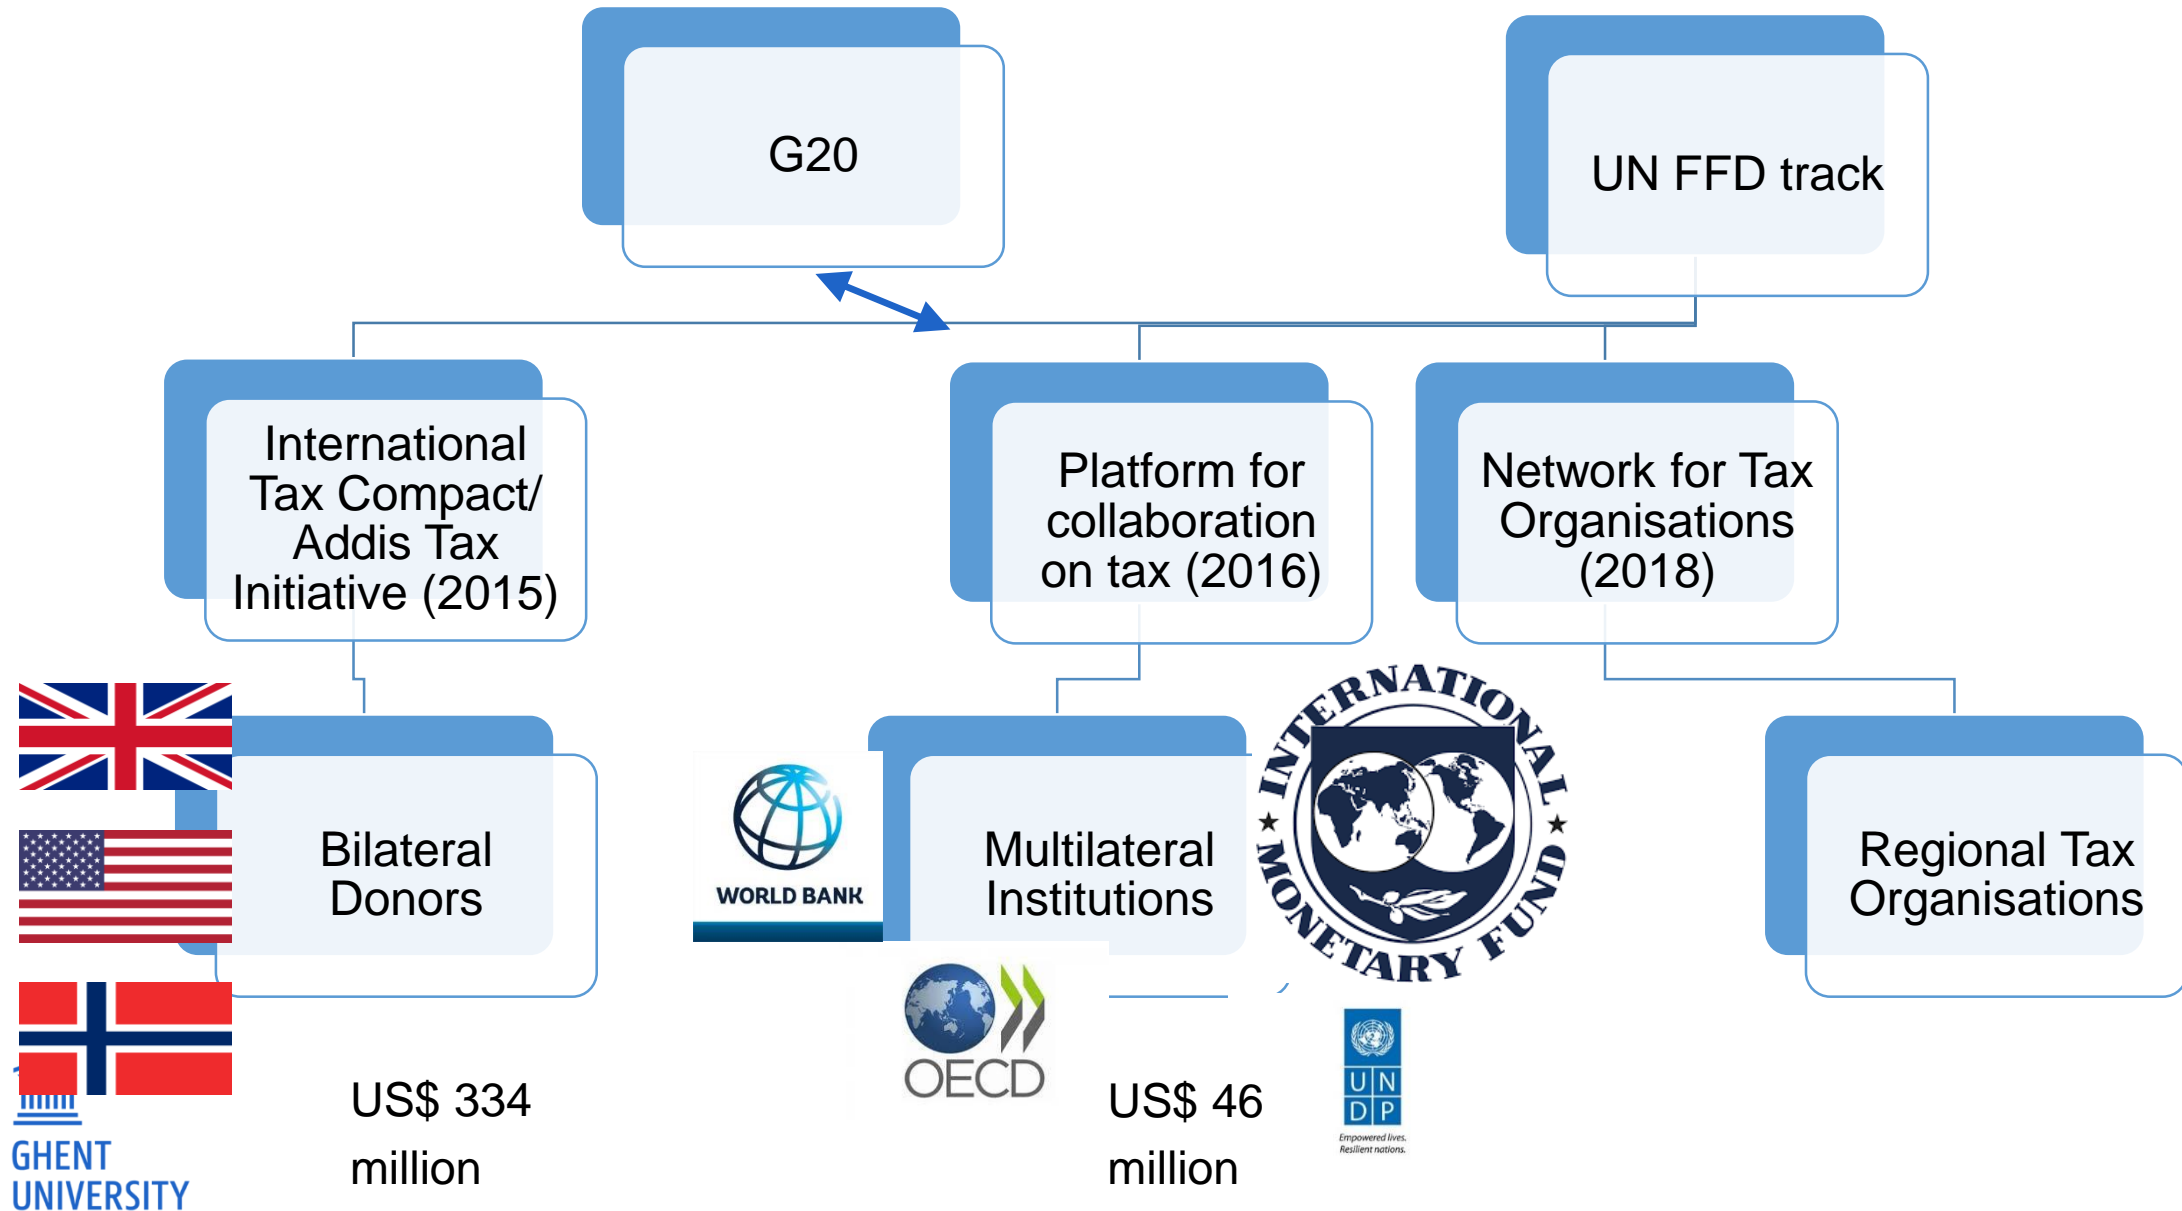 G20
UN FFD track
International
Tax Compact/
Addis Tax
Initiative (2015)
Platform for
collaboration
on tax (2016)
Network for Tax
Organisations
(2018)
Bilateral
Donors
WORLD BANK
Multilateral
Institutions
INTERNATIONAL
MONETARY FUND
Regional Tax
Organisations
OECD
U N
D P
Empowered lives.
Resilient nations.
US$ 334
million
US$ 46
million
GHENT
UNIVERSITY